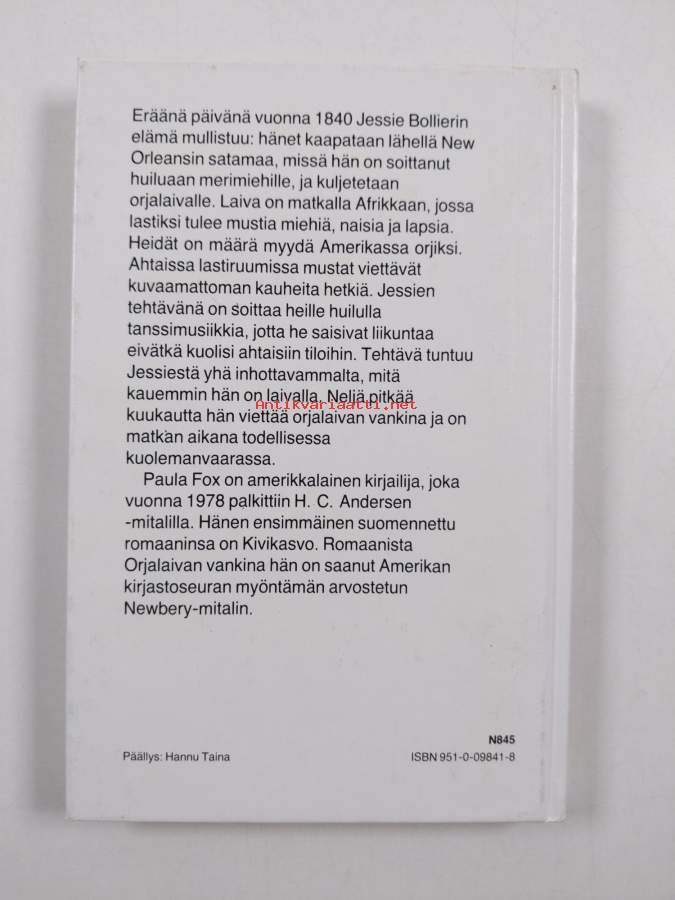 Eräänä päivänä vuonna 1840 Jessie Bollierin
elämä mullistuu: hänet kaapataan lähellä New
Orleansin satamaa, missä hän on soittanut
huiluaan merimiehille, ja kuljetetaan
orjalaivalle. Laiva on matkalla Afrikkaan, jossa
lastiksi tulee mustia miehiä, naisia ja lapsia.
Heidät on määrä myydä Amerikassa orjiksi.
Ahtaissa lastiruumissa mustat viettävät
kuvaamattoman kauheita hetkiä. Jessien
tehtävänä on soittaa heille huilulla
tanssimusiikkia, jotta he saisivat liikuntaa
eivätkä kuolisi ahtaisiin tiloihin. Tehtävä tuntuu
Jessiestä yhä inhottavammalta, mitä
kauemmin hän on laivalla. Neljä pitkää
Antikvariaatti.net
kuukautta hän viettää orjalaivan vankina ja on
matkan aikana todellisessa
kuolemanvaarassa.
Paula Fox on amerikkalainen kirjailija, joka
vuonna 1978 palkittiin H. C. Andersen
-mitalilla. Hänen ensimmäinen suomennettu
romaaninsa on Kivikasvo. Romaanista
Orjalaivan vankina hän on saanut Amerikan
kirjastoseuran myöntämän arvostetun
Newbery-mitalin.
N845
Päällys: Hannu Taina
ISBN 951-0-09841-8